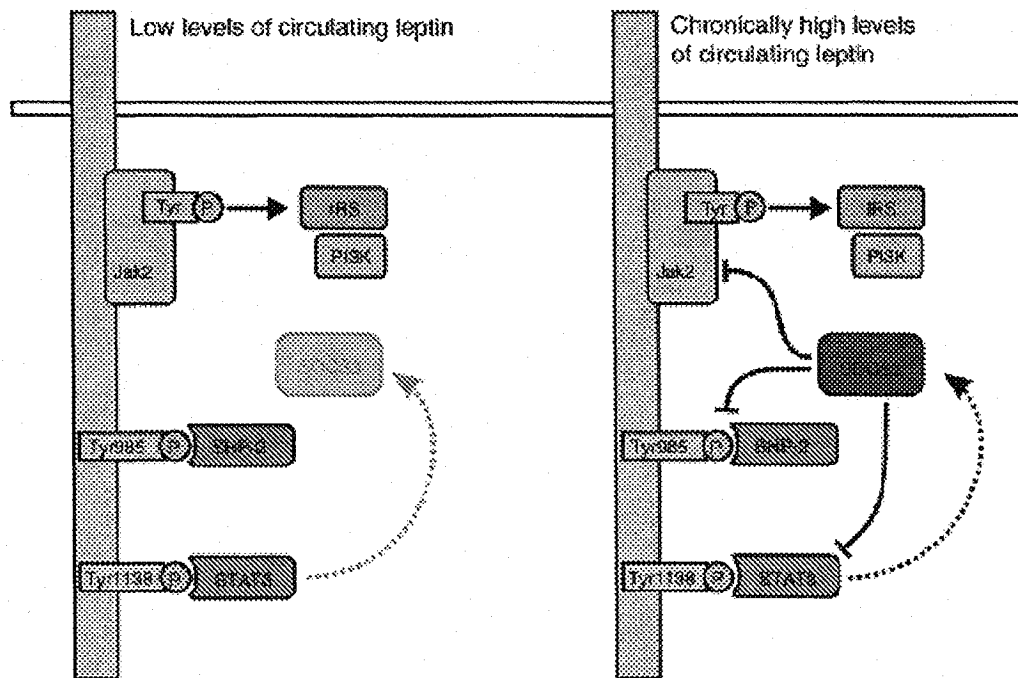 Low levels of circulating leptin
Chronically high levels
of circulating leptin
Tyr P
IRS
PI3K
Jak2
Tyr985 P SHP-2
Tyr1138 P STAT3
Tyr P
IRS
PI3K
Jak2
Tyr985 P SHP-2
Tyr1138 P STAT3